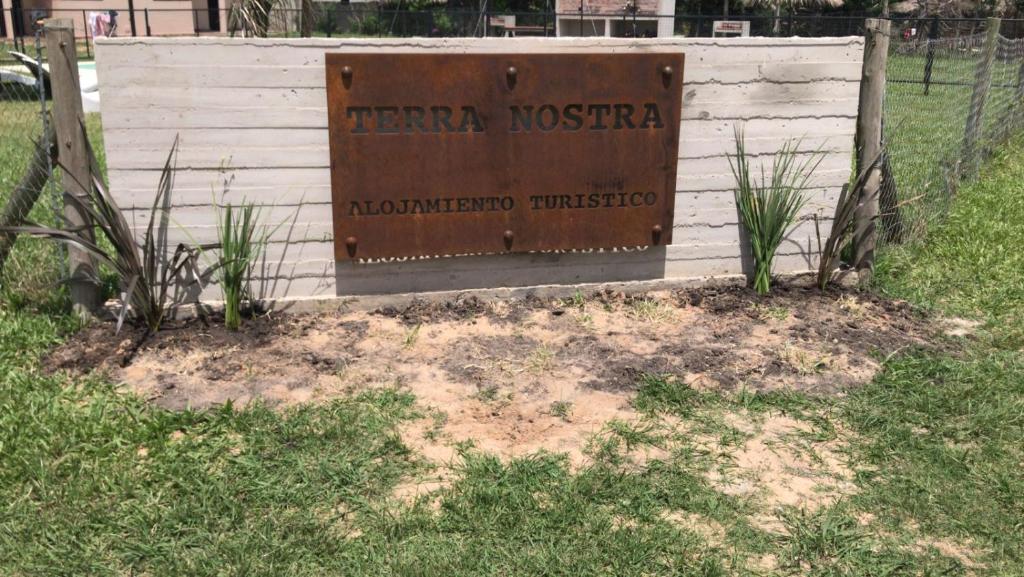 TERRA NOSTRA
ALOJAMIENTO TURISTICO